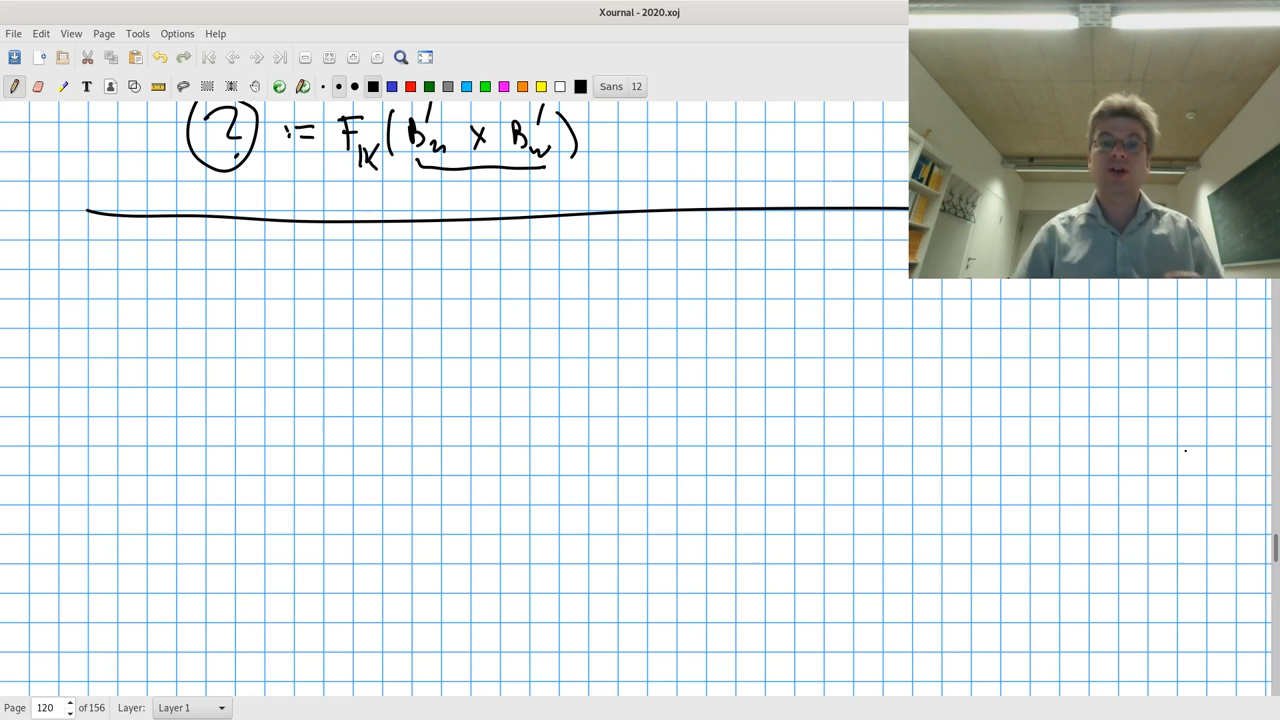 Xournal - 2020.xoj
File Edit View Page Tools Options Help
Sans 12
? := F_K(B'_n × B'_w)
Page 120 of 156 Layer: Layer 1